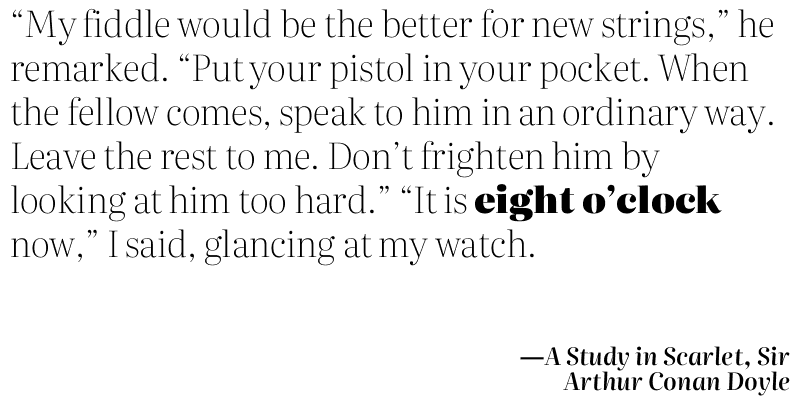 “My fiddle would be the better for new strings,” he
remarked. “Put your pistol in your pocket. When
the fellow comes, speak to him in an ordinary way.
Leave the rest to me. Don’t frighten him by
looking at him too hard.” “It is eight o’clock
now,” I said, glancing at my watch.
—A Study in Scarlet, Sir
Arthur Conan Doyle